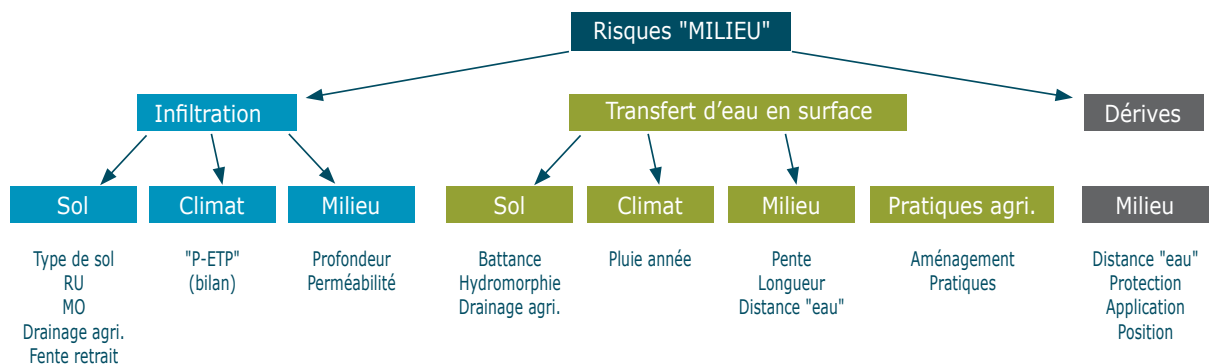 Risques "MILIEU"
Infiltration
Transfert d'eau en surface
Dérives
Sol
Climat
Milieu
Sol
Climat
Milieu
Pratiques agri.
Milieu
Type de sol
RU
MO
Drainage agri.
Fente retrait
"P-ETP"
(bilan)
Profondeur
Perméabilité
Battance
Hydromorphie
Drainage agri.
Pluie année
Pente
Longueur
Distance "eau"
Aménagement
Pratiques
Distance "eau"
Protection
Application
Position